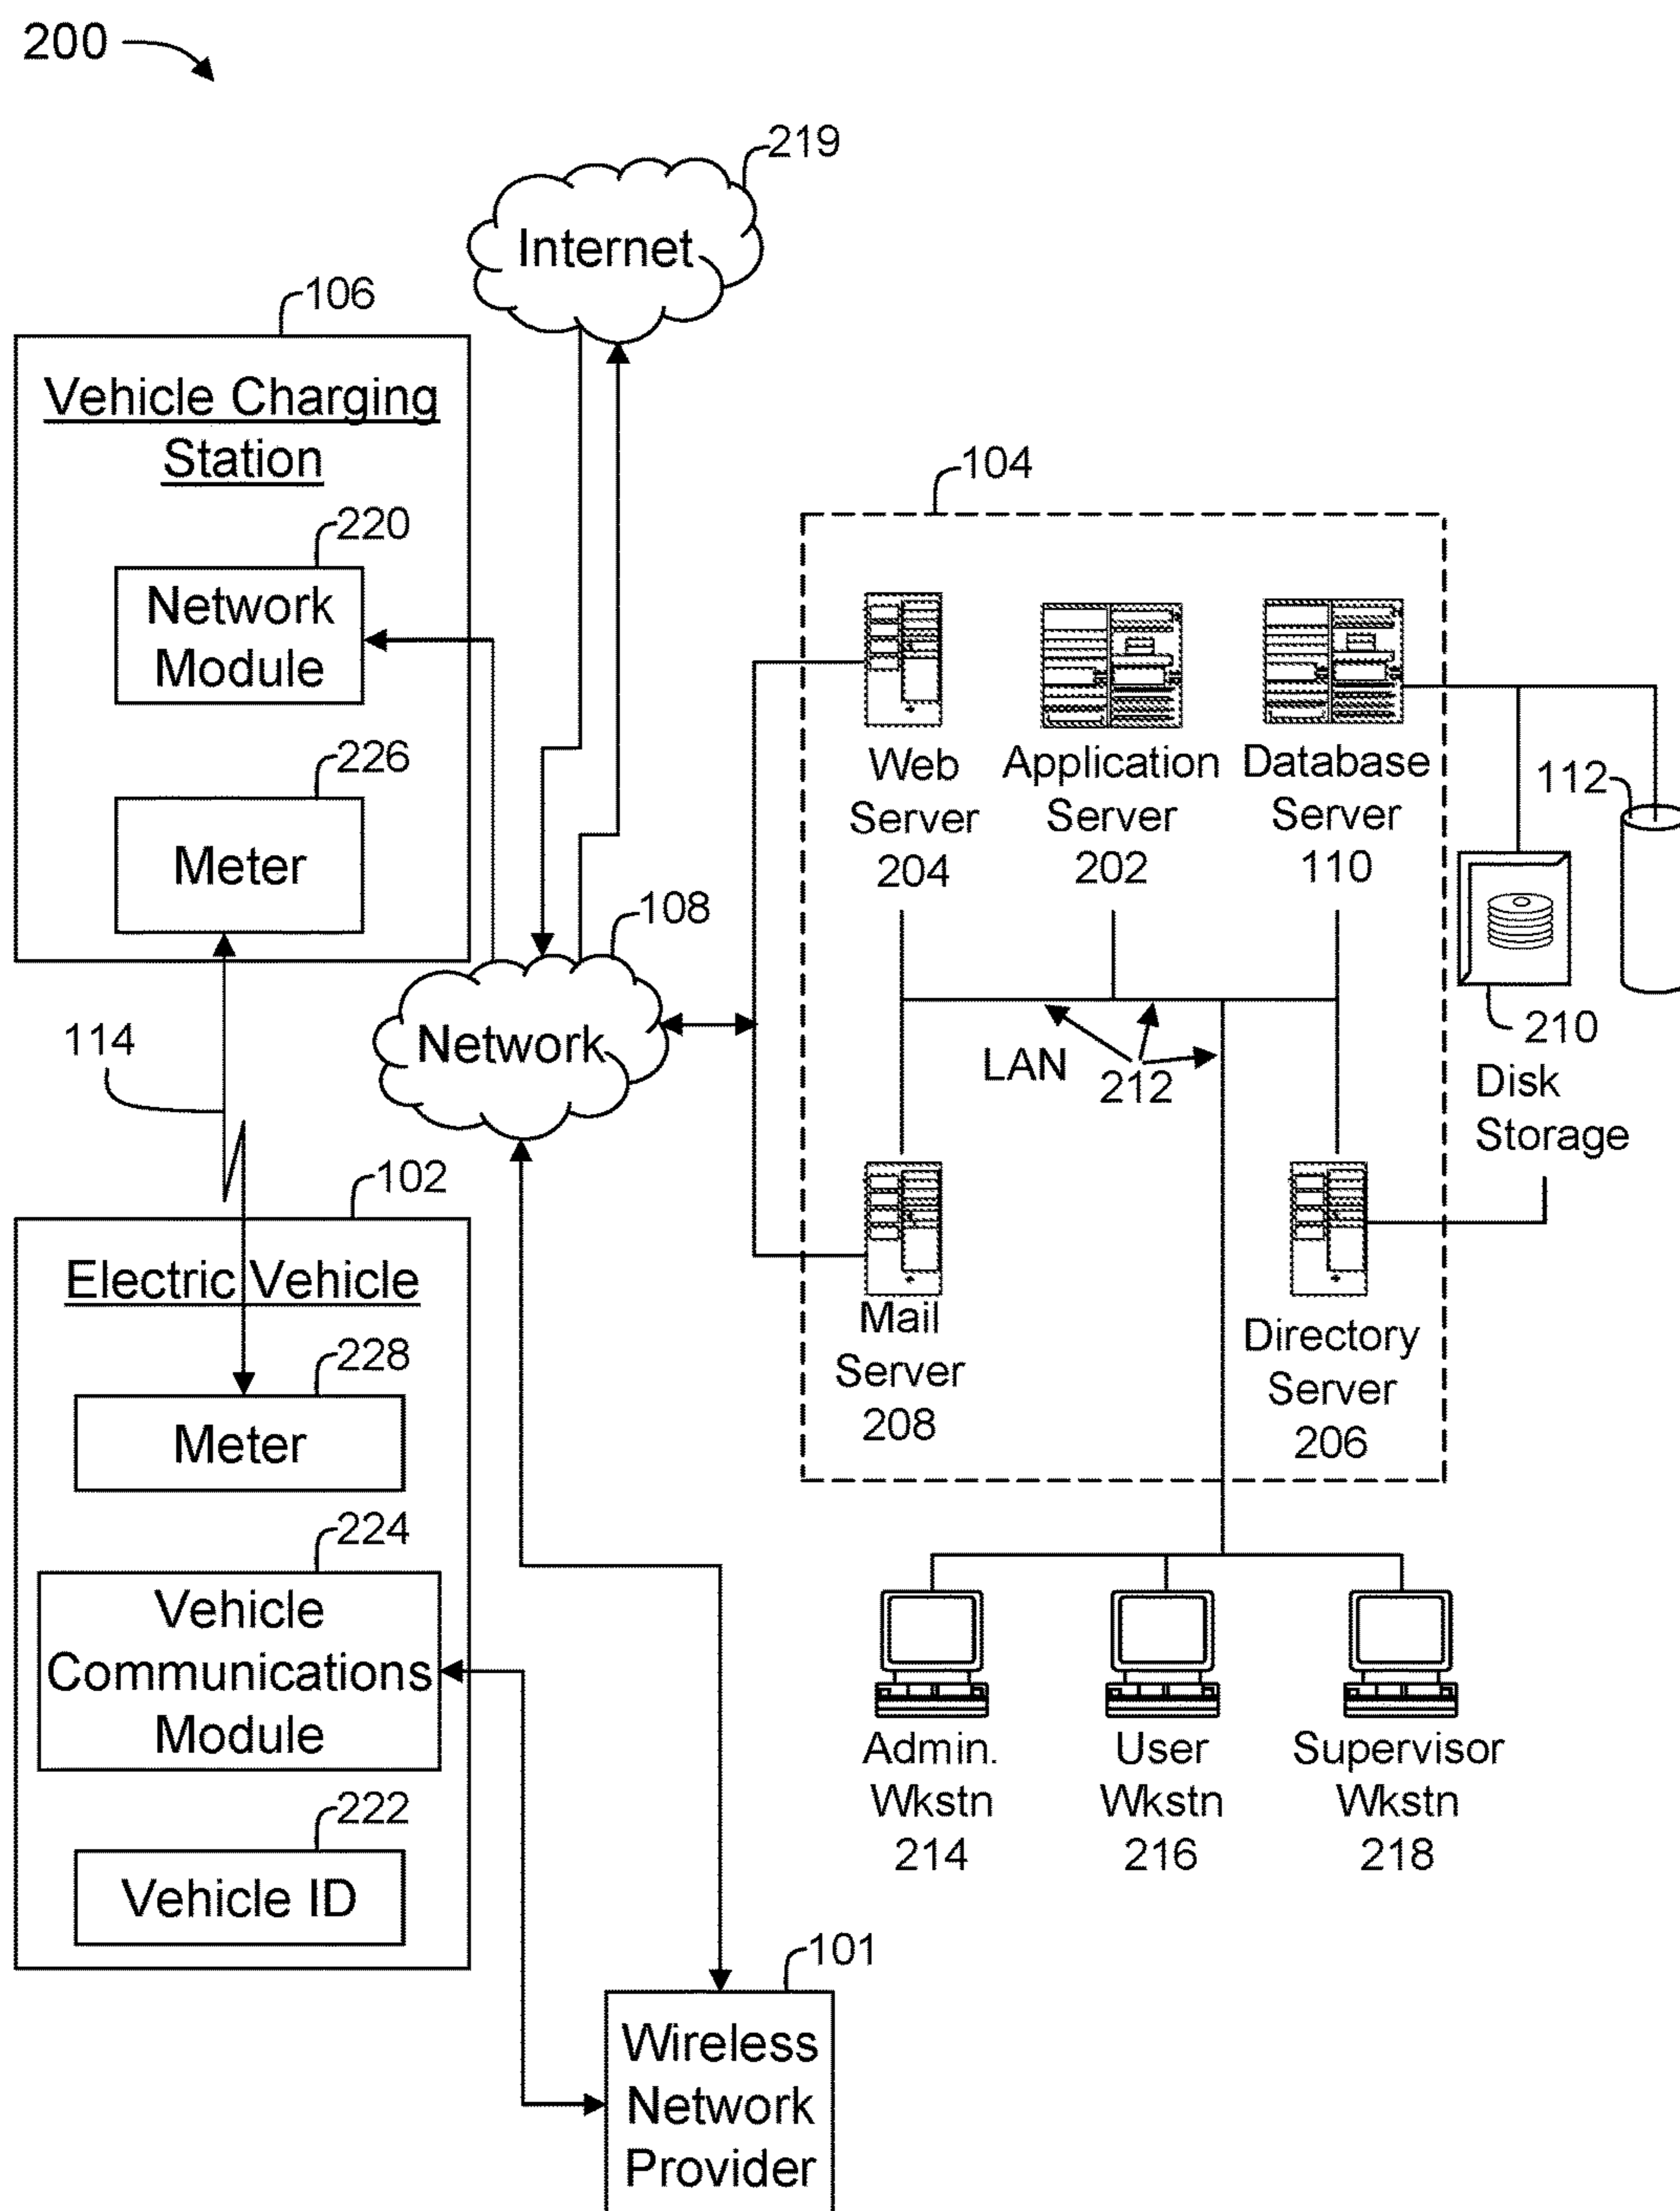 200
219
Internet
106
Vehicle Charging
Station
220
Network
Module
226
Meter
108
Network
114
102
Electric Vehicle
228
Meter
224
Vehicle
Communications
Module
222
Vehicle ID
101
Wireless
Network
Provider
104
Web
Server
204
Application
Server
202
Database
Server
110
112
210
Disk
Storage
LAN
212
Mail
Server
208
Directory
Server
206
Admin.
Wkstn
214
User
Wkstn
216
Supervisor
Wkstn
218